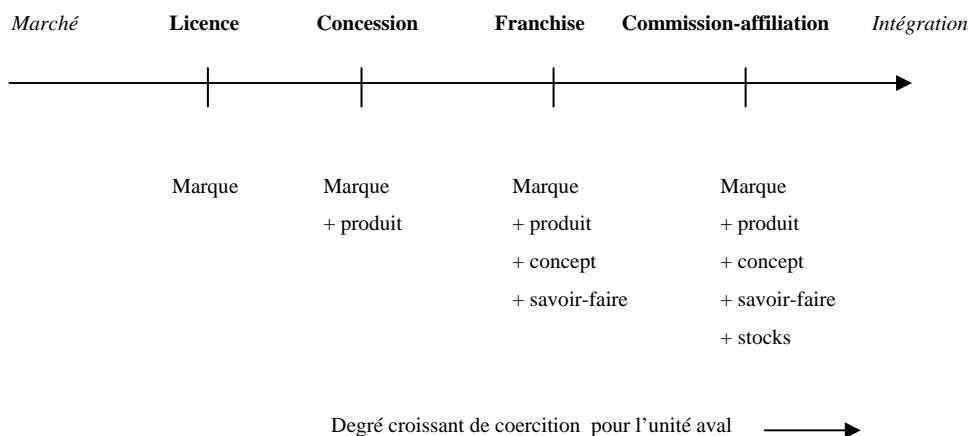 Marché Licence Concession Franchise Commission-affiliation Intégration
Marque Marque Marque Marque
+ produit + produit + produit
+ concept + concept
+ savoir-faire + savoir-faire
+ stocks
Degré croissant de coercition pour l’unité aval